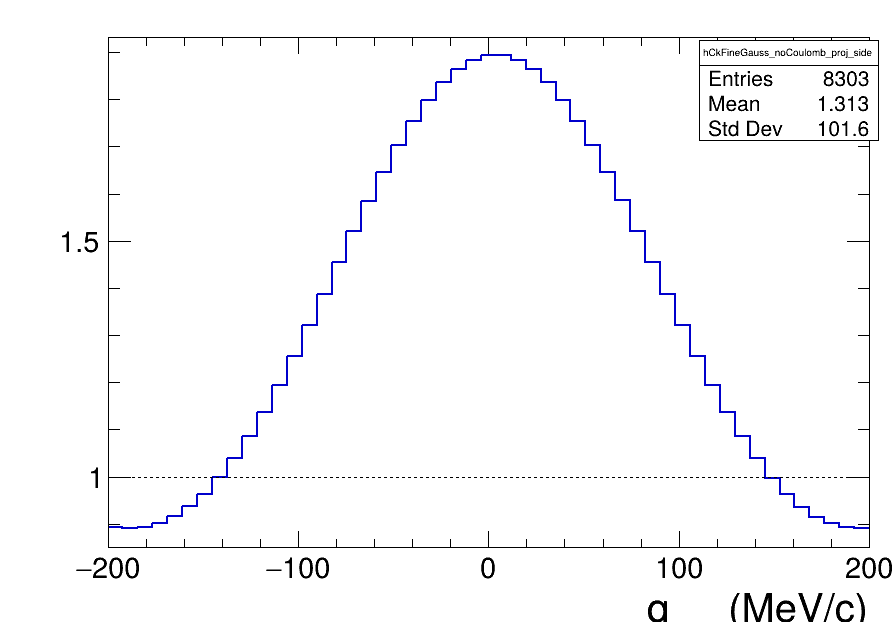 hCkFineGauss_noCoulomb_proj_side
Entries 8303
Mean 1.313
Std Dev 101.6
1.5
1
−200 −100 0 100 200
(MeV/c)